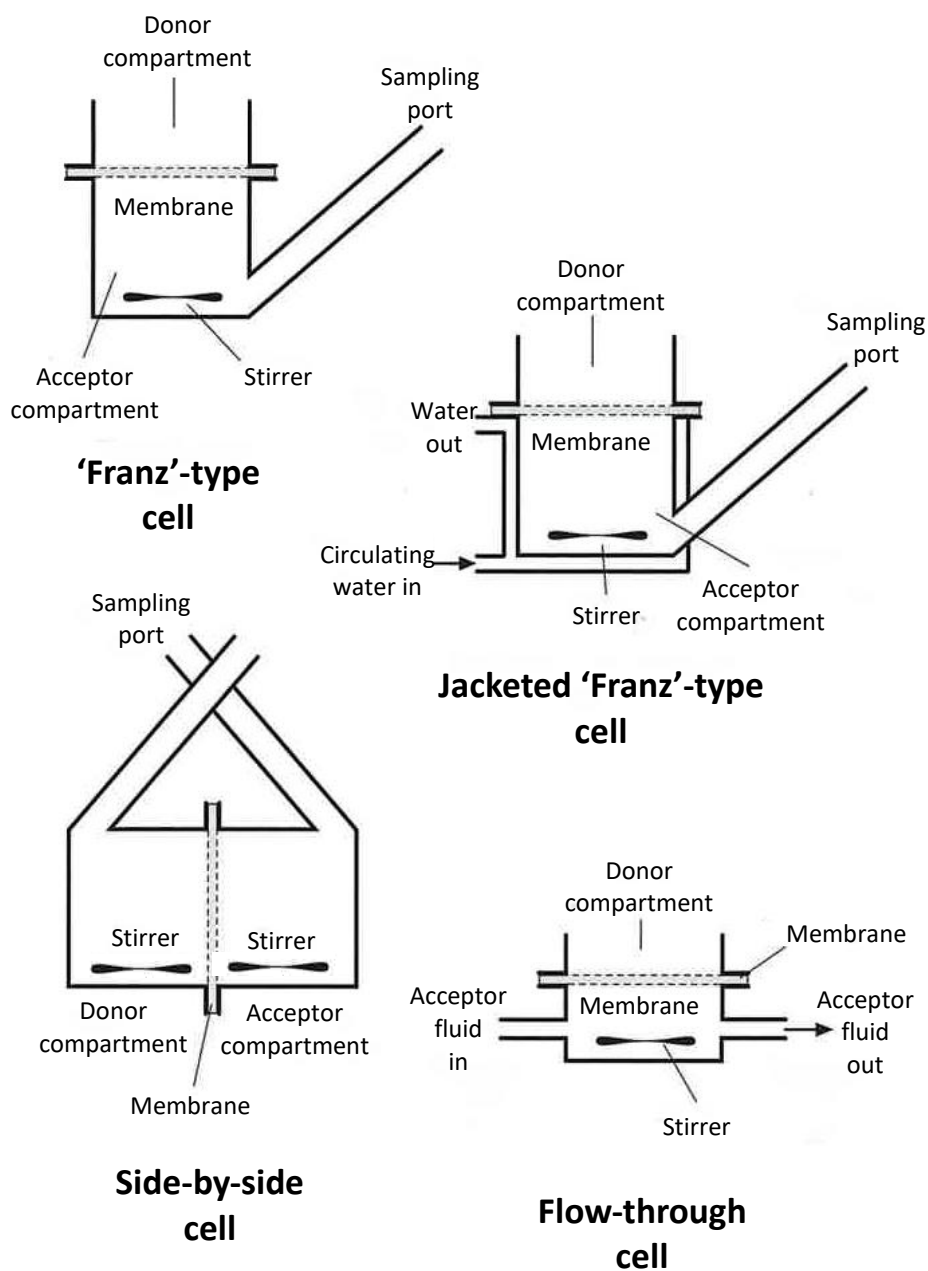 Donor
compartment
Sampling
port
Membrane
Acceptor
compartment
Stirrer
‘Franz’-type
cell
Donor
compartment
Sampling
port
Water
out
Membrane
Circulating
water in
Stirrer
Acceptor
compartment
Jacketed ‘Franz’-type
cell
Sampling
port
Stirrer
Stirrer
Donor
compartment
Acceptor
compartment
Membrane
Side-by-side
cell
Donor
compartment
Membrane
Acceptor
fluid
in
Membrane
Acceptor
fluid
out
Stirrer
Flow-through
cell